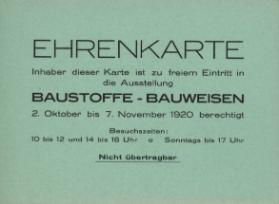 EHRENKARTE
Inhaber dieser Karte ist zu freiem Eintritt in
die Ausstellung
BAUSTOFFE - BAUWEISEN
2. Oktober bis 7. November 1920 berechtigt
Besuchszeiten:
10 bis 12 und 14 bis 18 Uhr o Sonntags bis 17 Uhr
Nicht übertragbar